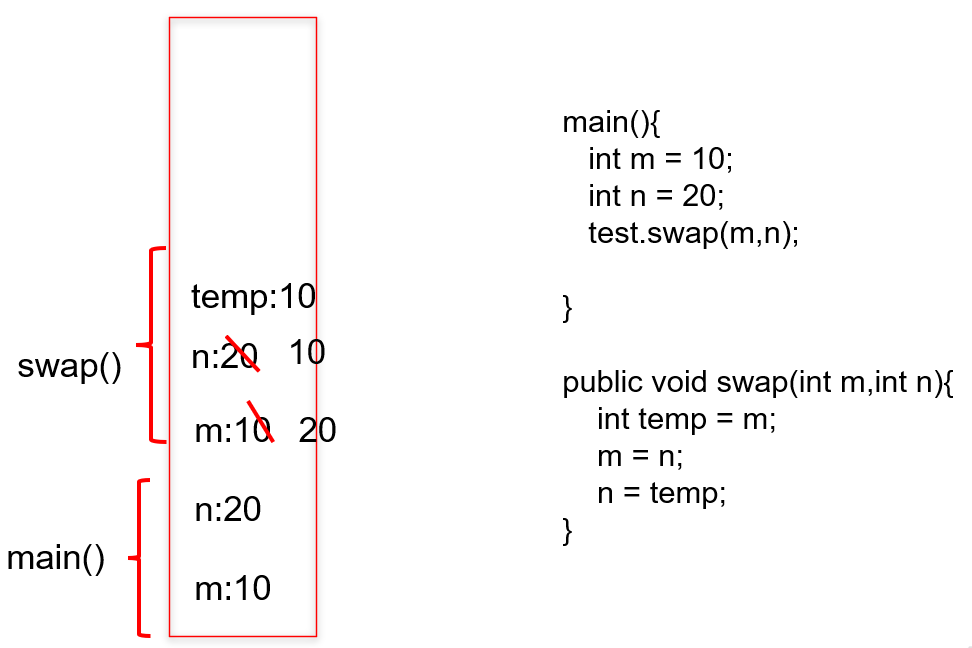 temp:10
n:20 10
swap()
m:10 20
n:20
main()
m:10
main(){
int m = 10;
int n = 20;
test.swap(m,n);
}
public void swap(int m,int n){
int temp = m;
m = n;
n = temp;
}